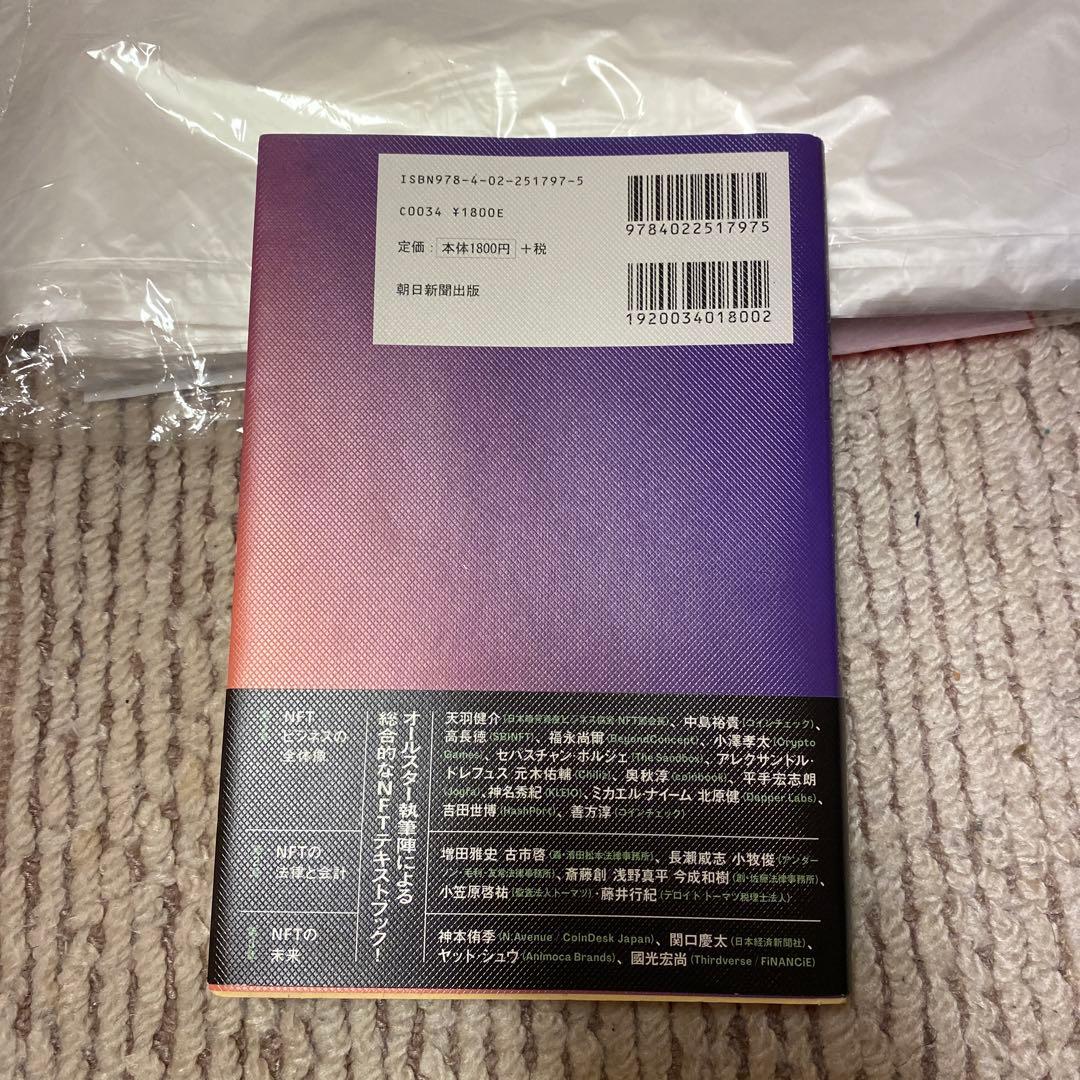 ISBN978-4-02-251797-5
C0034 ¥1800E
定価：本体1800円＋税
朝日新聞出版
9784022517975
1920034018002
オールスター執筆陣による
総合的なNFTテキストブック！
NFT
ビジネスの
全体像
天羽健介(日本暗号資産ビジネス協会 NFT部会長)、中島裕貴(コインチェック)、
高長徳(SBINFT)、福永尚爾(BeyondConcept)、小澤孝太(Crypto
Games)、セバスチャン・ボルジェ(The Sandbox)、アレクサンドル・
ドレフュス 元木佑輔(Chiliz)、奥秋淳(coinbook)、平手宏志朗
(Joyfa)、神名秀紀(KLEIO)、ミカエル・ナイーム 北原健(Dapper Labs)、
吉田世博(HashPort)、善方淳(コインチェック)
NFTの
法律と会計
増田雅史 古市啓(森・濱田松本法律事務所)、長瀬威志 小牧俊(アンダー
ソン・毛利・友常法律事務所)、斎藤創 浅野真平 今成和樹(創・佐藤法律事務所)、
小笠原啓祐(監査法人トーマツ)・藤井行紀(デロイト トーマツ税理士法人)
NFTの
未来
神本侑季(N.Avenue / CoinDesk Japan)、関口慶太(日本経済新聞社)、
ヤット・シュウ(Animoca Brands)、國光宏尚(Thirdverse / FiNANCiE)